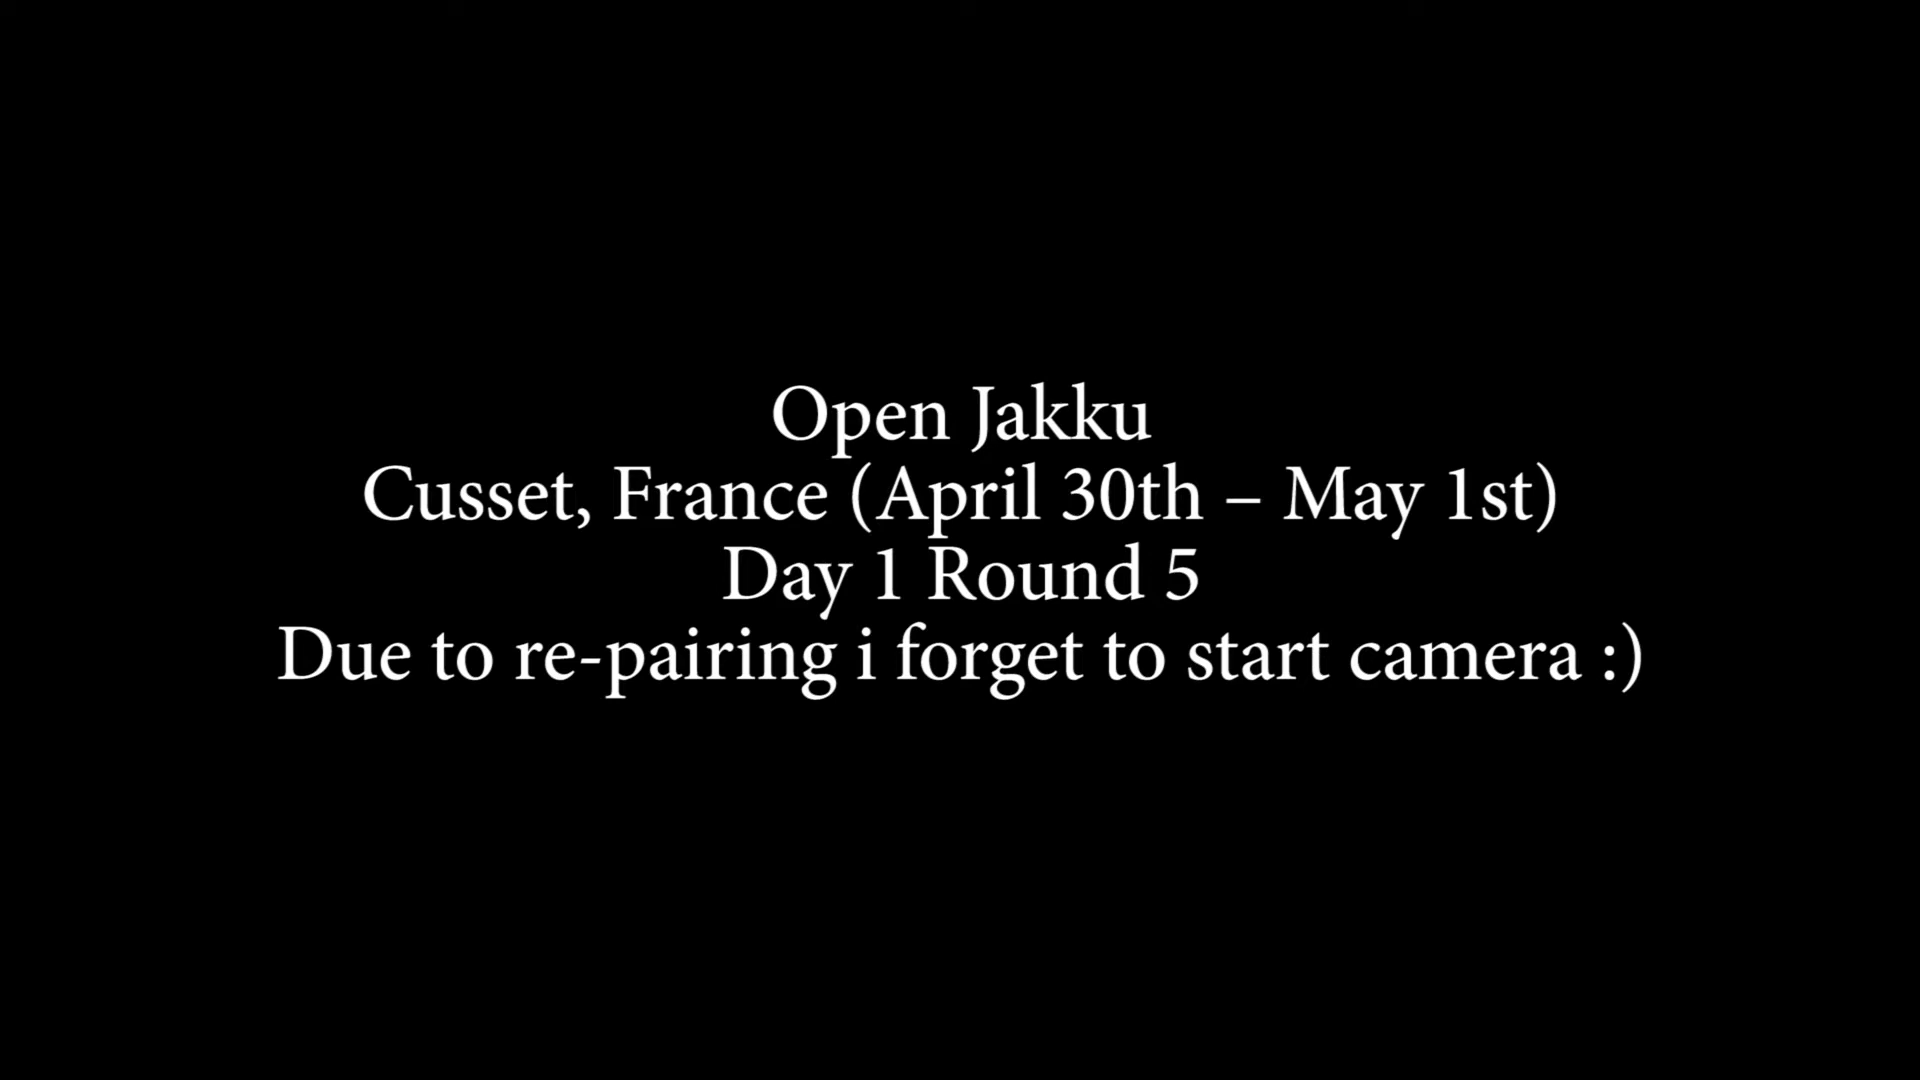 Open Jakku
Cusset, France (April 30th – May 1st)
Day 1 Round 5
Due to re-pairing i forget to start camera :)